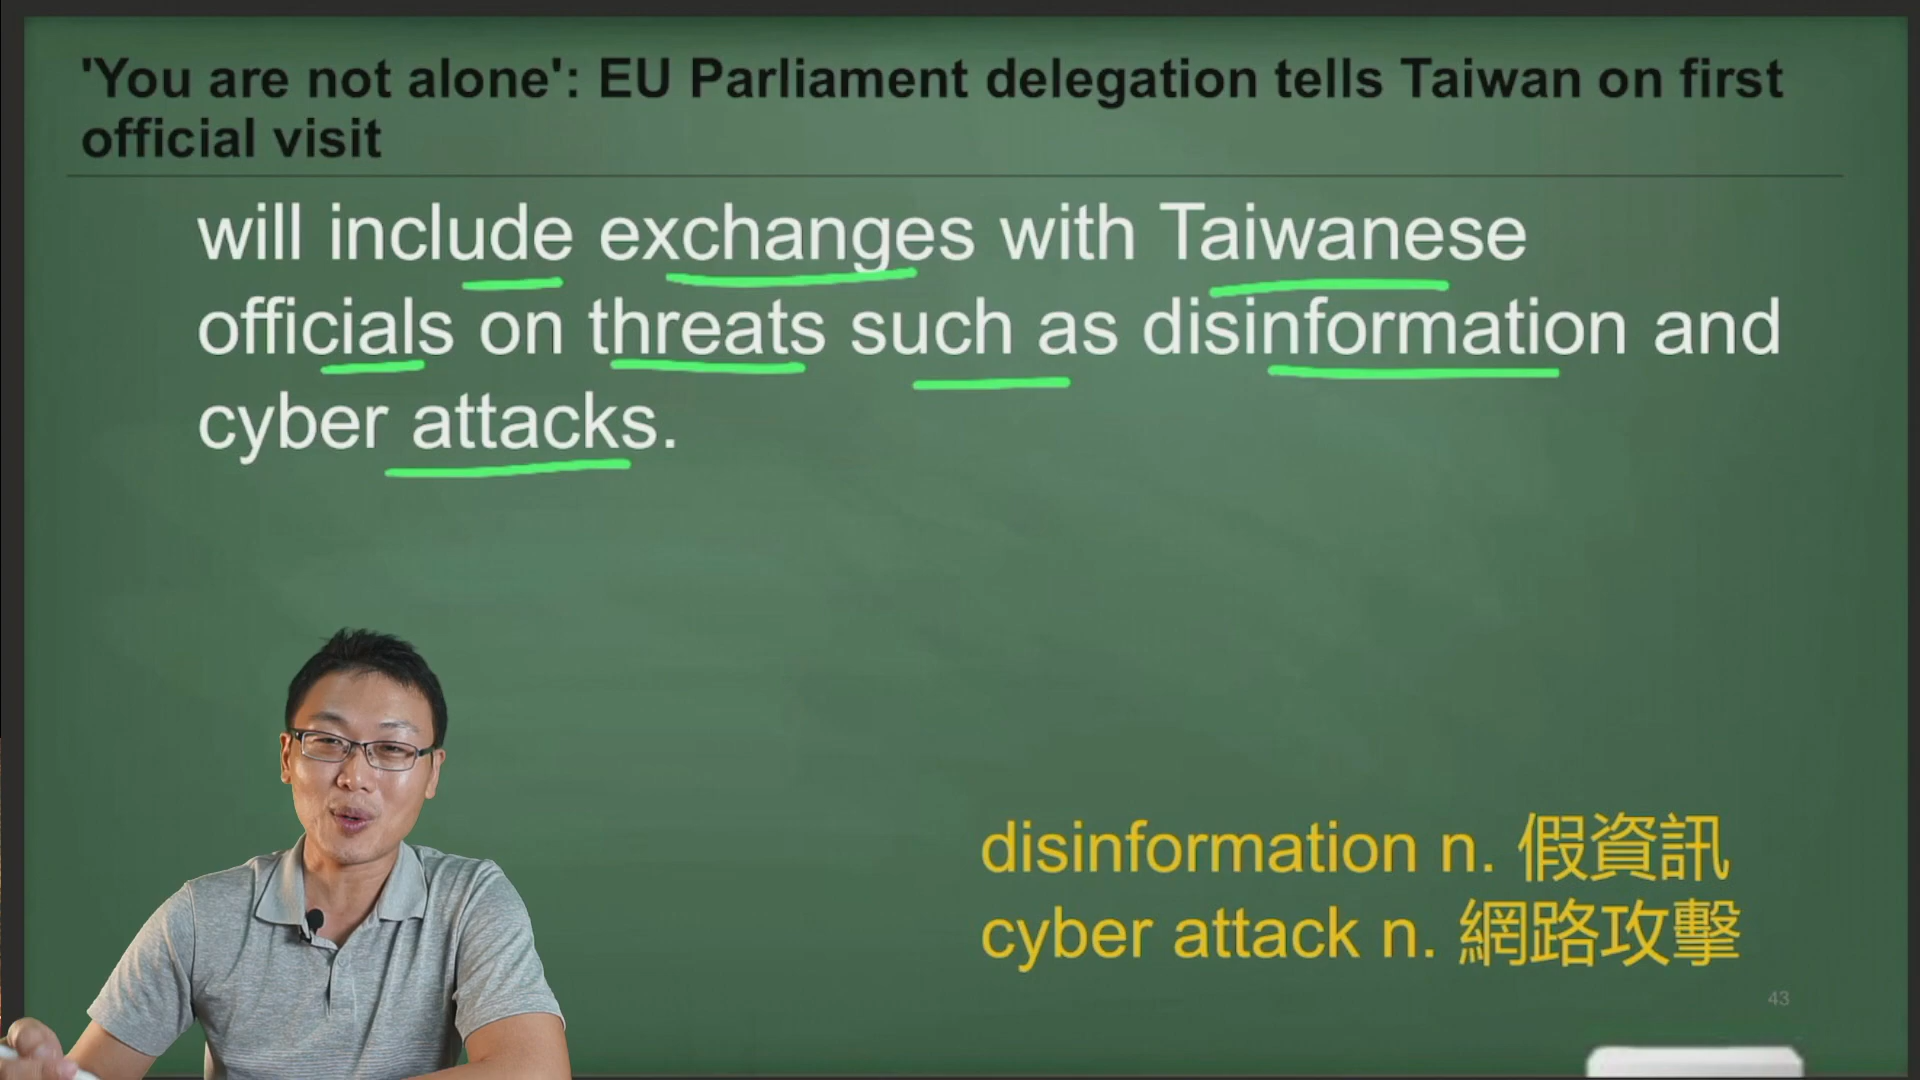 'You are not alone': EU Parliament delegation tells Taiwan on first
official visit
will include exchanges with Taiwanese
officials on threats such as disinformation and
cyber attacks.
disinformation n. 假資訊
cyber attack n. 網路攻擊
43